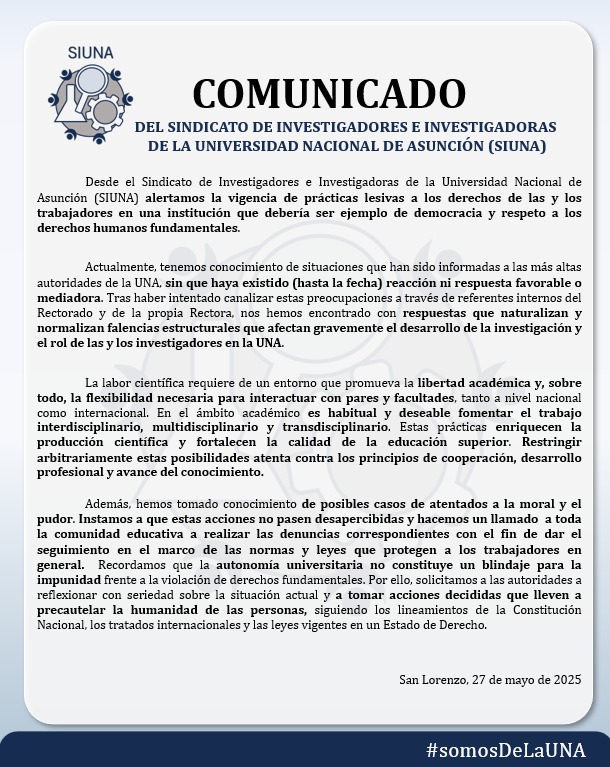 SIUNA
COMUNICADO
DEL SINDICATO DE INVESTIGADORES E INVESTIGADORAS
DE LA UNIVERSIDAD NACIONAL DE ASUNCIÓN (SIUNA)
Desde el Sindicato de Investigadores e Investigadoras de la Universidad Nacional de
Asunción (SIUNA) alertamos la vigencia de prácticas lesivas a los derechos de las y los
trabajadores en una institución que debería ser ejemplo de democracia y respeto a los
derechos humanos fundamentales.
Actualmente, tenemos conocimiento de situaciones que han sido informadas a las más altas
autoridades de la UNA, sin que haya existido (hasta la fecha) reacción ni respuesta favorable o
mediadora. Tras haber intentado canalizar estas preocupaciones a través de referentes internos del
Rectorado y de la propia Rectora, nos hemos encontrado con respuestas que naturalizan y
normalizan falencias estructurales que afectan gravemente el desarrollo de la investigación y
el rol de las y los investigadores en la UNA.
La labor científica requiere de un entorno que promueva la libertad académica y, sobre
todo, la flexibilidad necesaria para interactuar con pares y facultades, tanto a nivel nacional
como internacional. En el ámbito académico es habitual y deseable fomentar el trabajo
interdisciplinario, multidisciplinario y transdisciplinario. Estas prácticas enriquecen la
producción científica y fortalecen la calidad de la educación superior. Restringir
arbitrariamente estas posibilidades atenta contra los principios de cooperación, desarrollo
profesional y avance del conocimiento.
Además, hemos tomado conocimiento de posibles casos de atentados a la moral y el
pudor. Instamos a que estas acciones no pasen desapercibidas y hacemos un llamado a toda
la comunidad educativa a realizar las denuncias correspondientes con el fin de dar el
seguimiento en el marco de las normas y leyes que protegen a los trabajadores en
general. Recordamos que la autonomía universitaria no constituye un blindaje para la
impunidad frente a la violación de derechos fundamentales. Por ello, solicitamos a las autoridades a
reflexionar con seriedad sobre la situación actual y a tomar acciones decididas que lleven a
precautelar la humanidad de las personas, siguiendo los lineamientos de la Constitución
Nacional, los tratados internacionales y las leyes vigentes en un Estado de Derecho.
San Lorenzo, 27 de mayo de 2025
#somosDeLaUNA